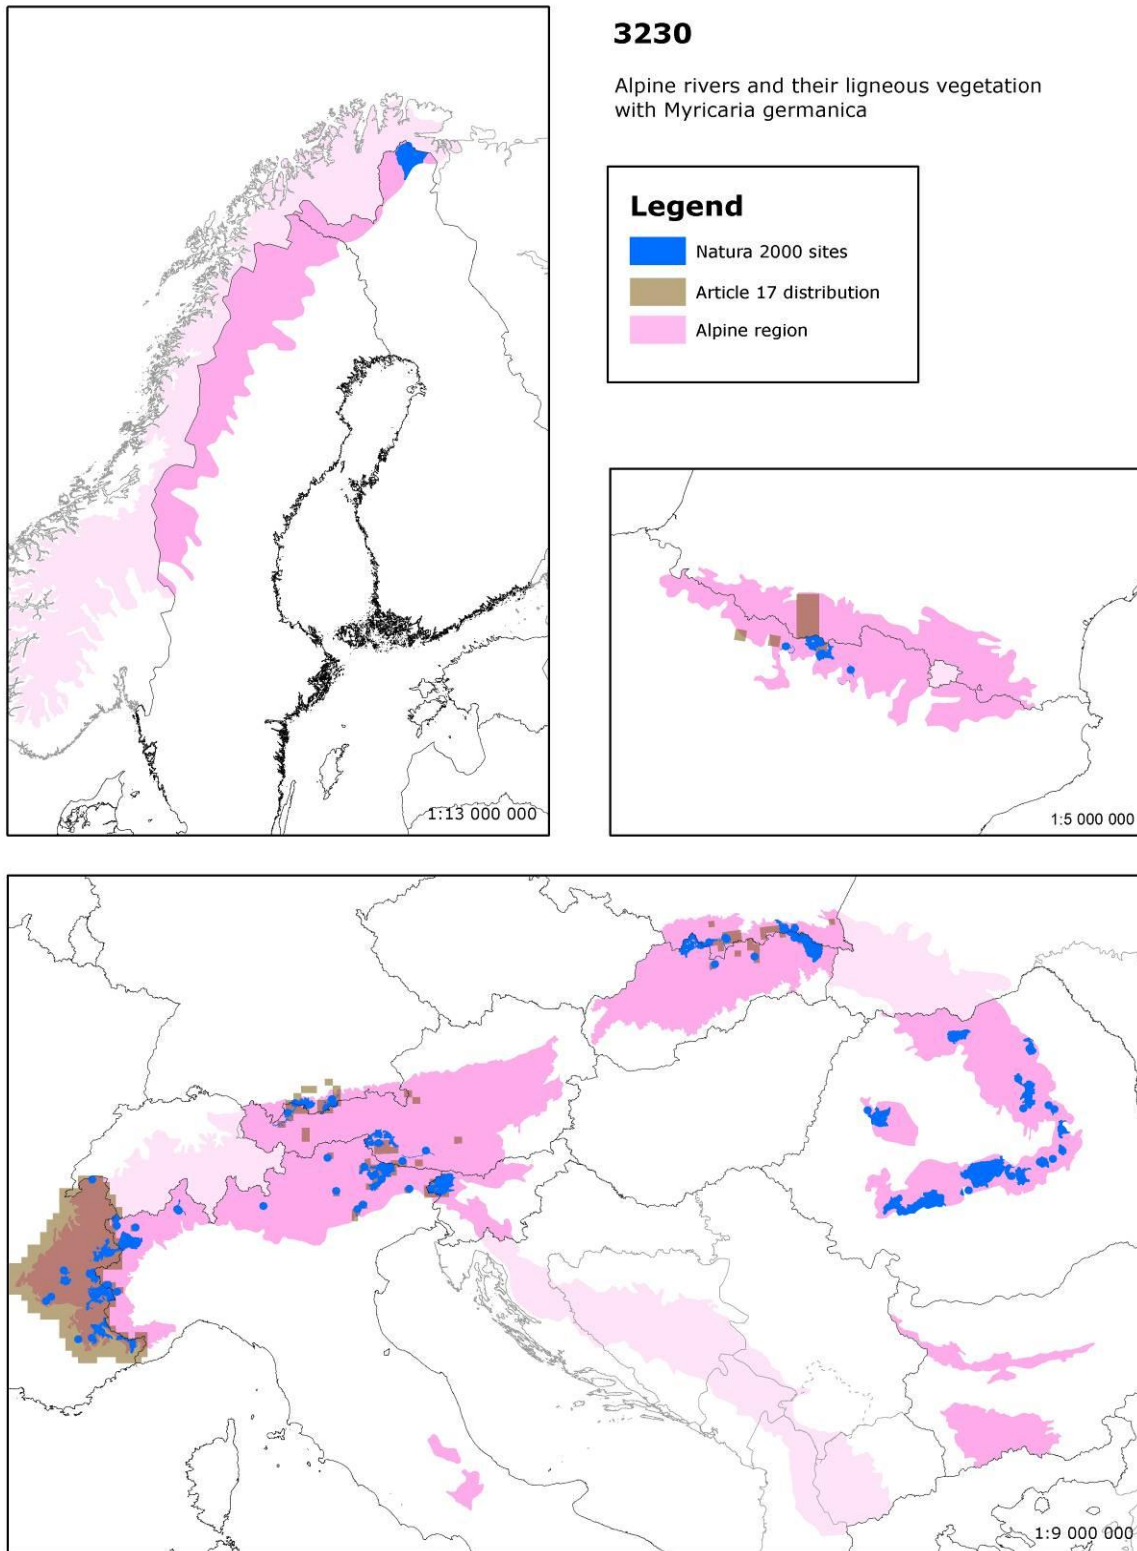 3230
Alpine rivers and their ligneous vegetation
with Myricaria germanica
Legend
Natura 2000 sites
Article 17 distribution
Alpine region
1:13 000 000
1:5 000 000
1:9 000 000